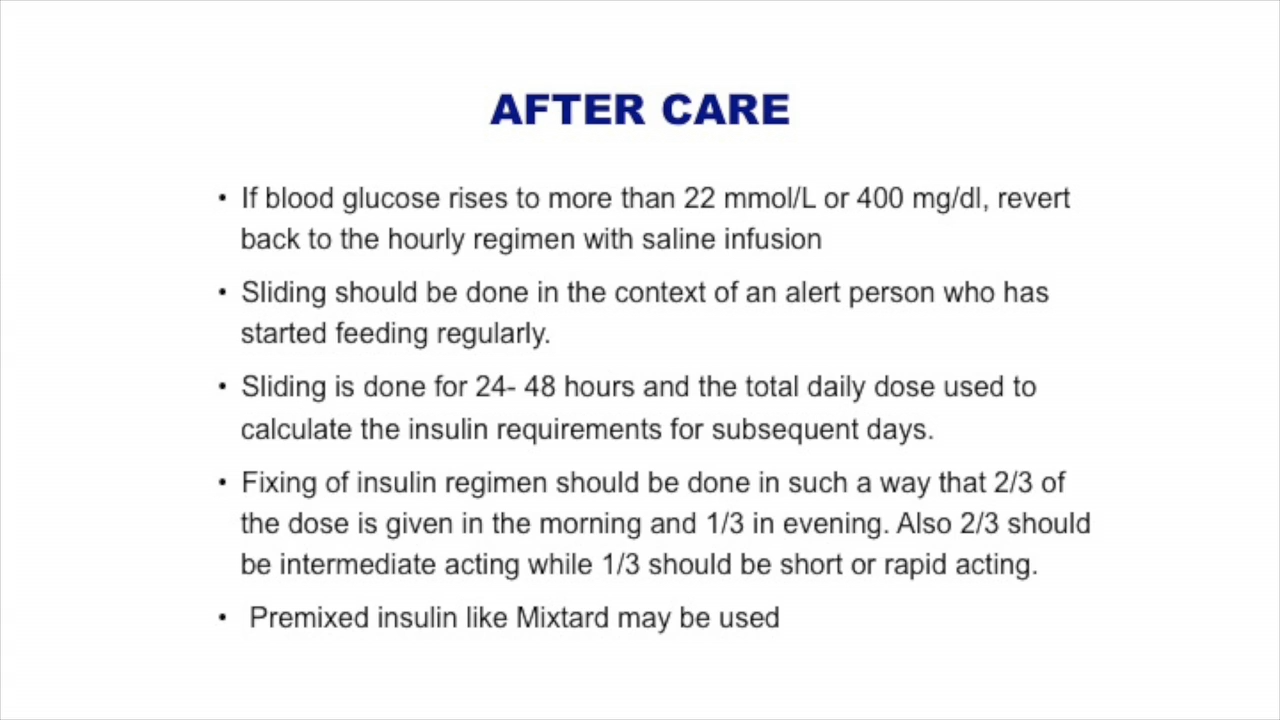 AFTER CARE
• If blood glucose rises to more than 22 mmol/L or 400 mg/dl, revert
back to the hourly regimen with saline infusion
• Sliding should be done in the context of an alert person who has
started feeding regularly.
• Sliding is done for 24- 48 hours and the total daily dose used to
calculate the insulin requirements for subsequent days.
• Fixing of insulin regimen should be done in such a way that 2/3 of
the dose is given in the morning and 1/3 in evening. Also 2/3 should
be intermediate acting while 1/3 should be short or rapid acting.
• Premixed insulin like Mixtard may be used